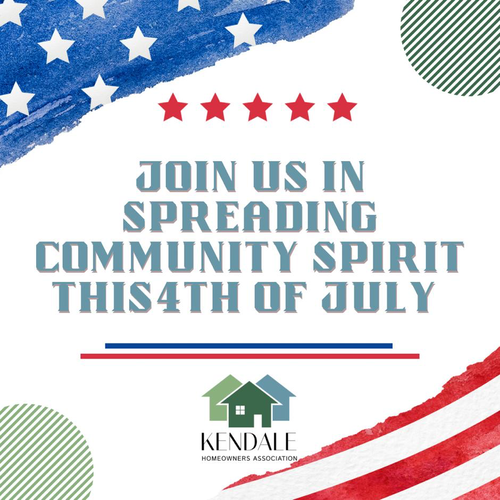 JOIN US IN
SPREADING
COMMUNITY SPIRIT
THIS4TH OF JULY
KENDALE
HOMEOWNERS ASSOCIATION